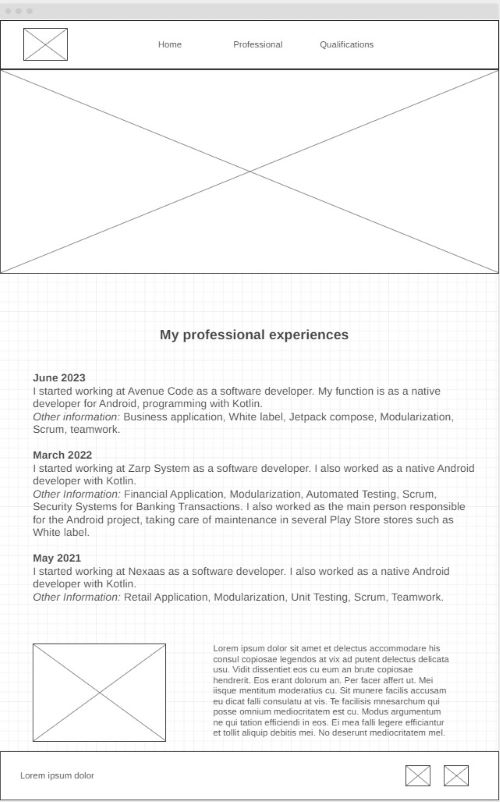 Home Professional Qualifications
My professional experiences
June 2023
I started working at Avenue Code as a software developer. My function is as a native
developer for Android, programming with Kotlin.
Other information: Business application, White label, Jetpack compose, Modularization,
Scrum, teamwork.
March 2022
I started working at Zarp System as a software developer. I also worked as a native Android
developer with Kotlin.
Other Information: Financial Application, Modularization, Automated Testing, Scrum,
Security Systems for Banking Transactions. I also worked as the main person responsible
for the Android project, taking care of maintenance in several Play Store stores such as
White label.
May 2021
I started working at Nexaas as a software developer. I also worked as a native Android
developer with Kotlin.
Other Information: Retail Application, Modularization, Unit Testing, Scrum, Teamwork.
Lorem ipsum dolor sit amet et delectus accommodare his
consul copiosae legendos at vix ad putent delectus delicata
usu. Vidit dissentiet eos cu eum an brute copiosae
hendrerit. Eos erant dolorum an. Per facer affert ut. Mei
iisque mentitum moderatius cu. Sit munere facilis accusam
eu dicat falli consulatu at vis. Te facilisis mnesarchum qui
posse omnium mediocritatem est cu. Modus argumentum
ne qui tation efficiendi in eos. Ei mea falli legere efficiantur
et tollit aliquip debitis mei. No deserunt mediocritatem mel.
Lorem ipsum dolor